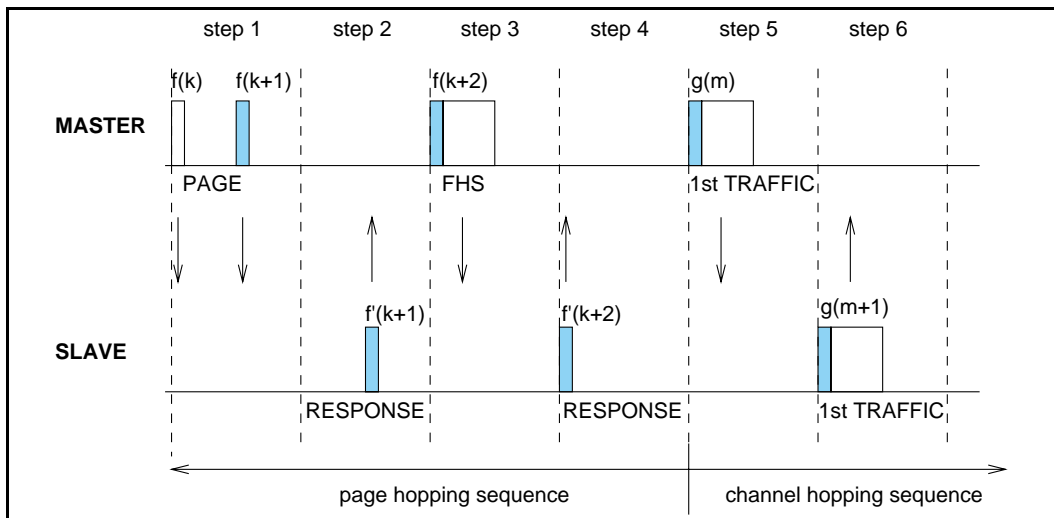 step 1 step 2 step 3 step 4 step 5 step 6
f(k) f(k+1) f(k+2) g(m)
MASTER
PAGE FHS 1st TRAFFIC
f'(k+1) f'(k+2) g(m+1)
SLAVE
RESPONSE RESPONSE 1st TRAFFIC
page hopping sequence channel hopping sequence